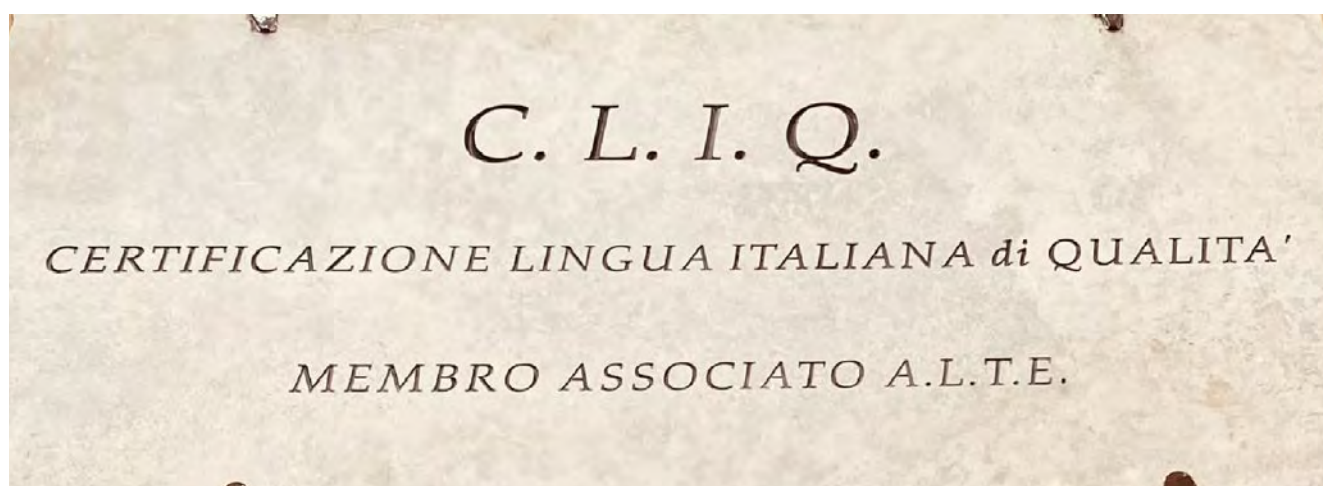 C. L. I. Q.
CERTIFICAZIONE LINGUA ITALIANA di QUALITA'
MEMBRO ASSOCIATO A.L.T.E.